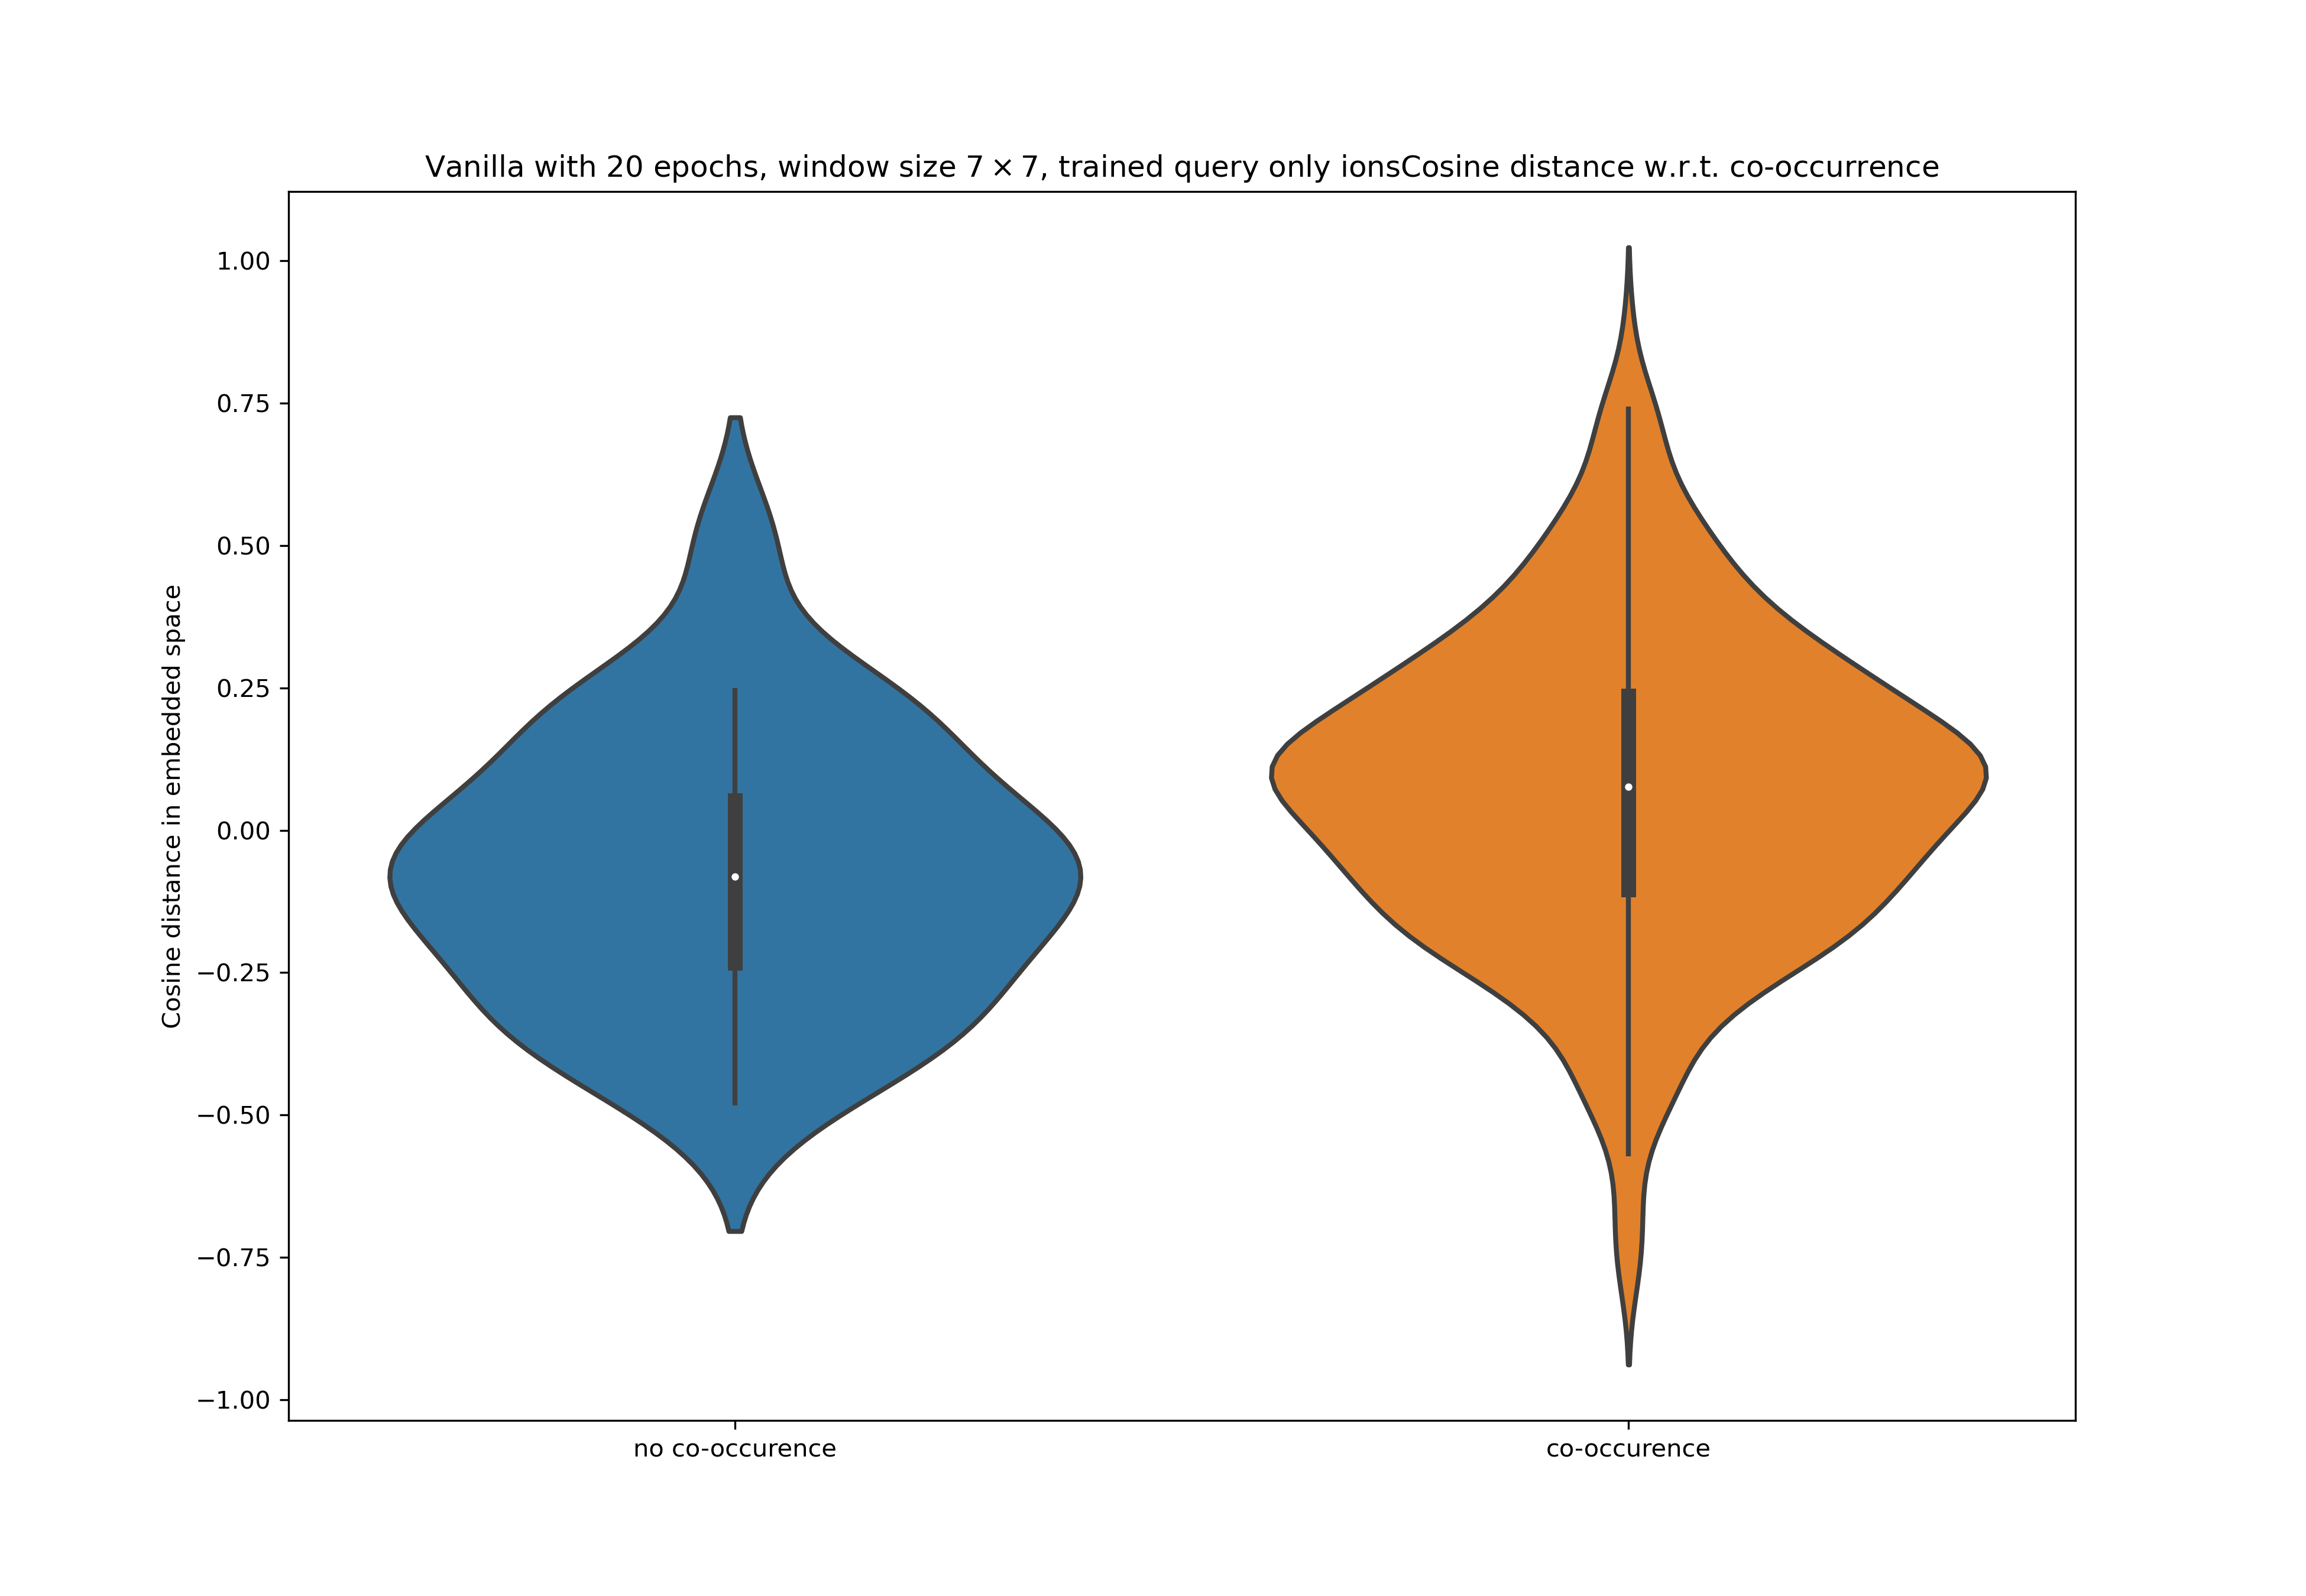 Vanilla with 20 epochs, window size 7 × 7, trained query only ionsCosine distance w.r.t. co-occurrence
Cosine distance in embedded space
1.00
0.75
0.50
0.25
0.00
−0.25
−0.50
−0.75
−1.00
no co-occurence
co-occurence